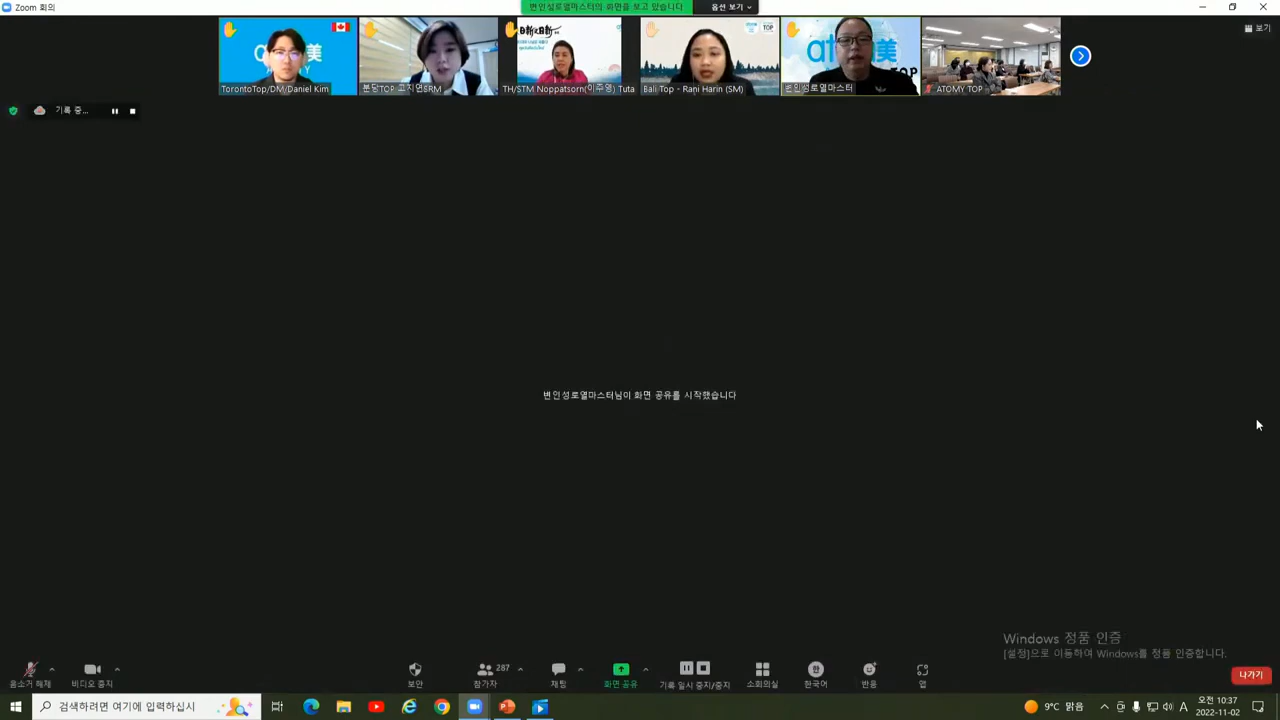 Zoom 회의
변인성로열마스터의 화면을 보고 있습니다
옵션 보기
보기
TorontoTop/DM/Daniel Kim
분당TOP 고지연SRM
TH/STM Noppatsorn(이주영) Tuta
Bali Top - Rani Harin (SM)
변인성로열마스터
ATOMY TOP
기록 중...
변인성로열마스터님이 화면 공유를 시작했습니다
Windows 정품 인증
[설정]으로 이동하여 Windows를 정품 인증합니다.
음소거 해제
비디오 중지
보안
참가자
287
채팅
화면 공유
기록 일시 중지/중지
소회의실
한
한국어
반응
앱
나가기
검색하려면 여기에 입력하십시
9°C 맑음
A
오전 10:37
2022-11-02